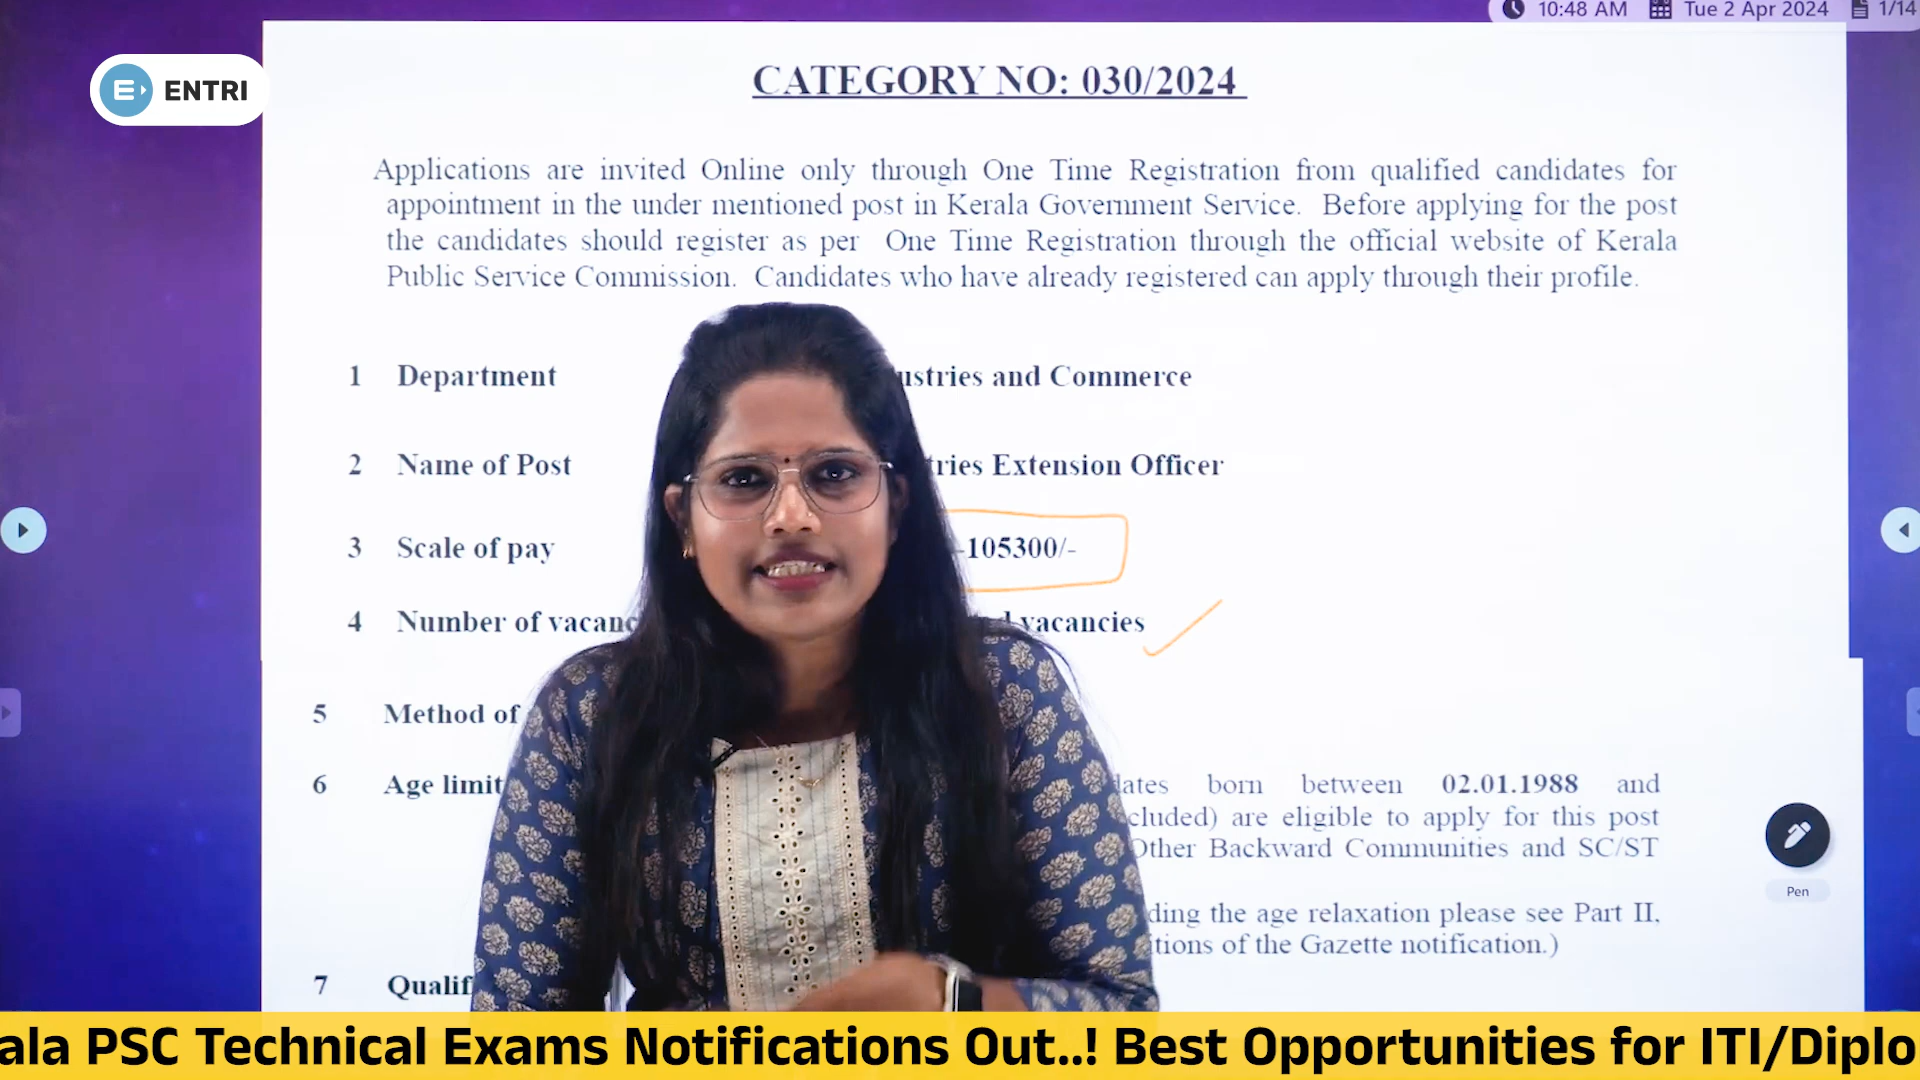 10:48 AM Tue 2 Apr 2024 1/14
ENTRI
CATEGORY NO: 030/2024
Applications are invited Online only through One Time Registration from qualified candidates for
appointment in the under mentioned post in Kerala Government Service. Before applying for the post
the candidates should register as per One Time Registration through the official website of Kerala
Public Service Commission. Candidates who have already registered can apply through their profile.
1 Department ustries and Commerce
2 Name of Post tries Extension Officer
3 Scale of pay -105300/-
4 Number of vacanc d vacancies
5 Method of
6 Age limit dates born between 02.01.1988 and
cluded) are eligible to apply for this post
Other Backward Communities and SC/ST
ding the age relaxation please see Part II,
itions of the Gazette notification.)
Pen
7 Qualif
ala PSC Technical Exams Notifications Out..! Best Opportunities for ITI/Diplo